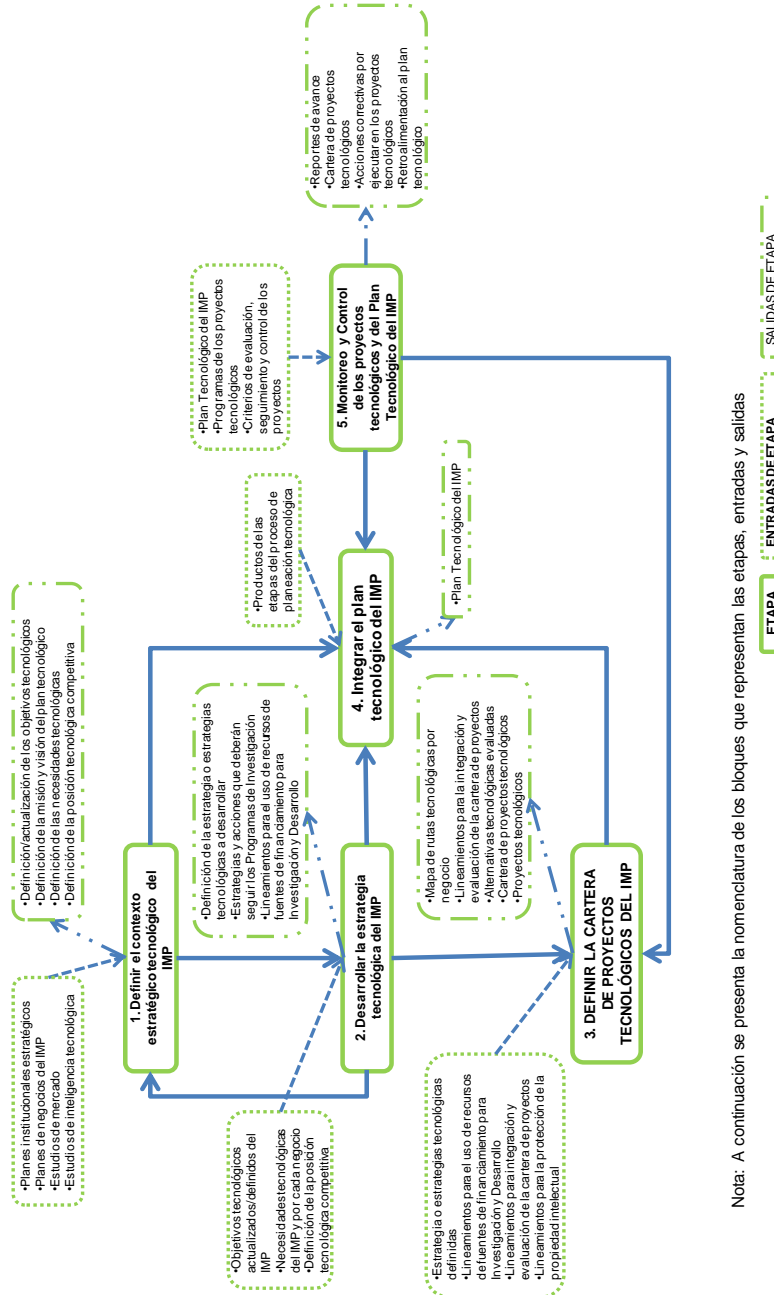 •Planes institucionales estratégicos
•Planes de negocios del IMP
•Estudios de mercado
•Estudios de inteligencia tecnológica
•Definición/actualización de los objetivos tecnológicos
•Definición de la misión y visión del plan tecnológico
•Definición de las necesidades tecnológicas
•Definición de la posición tecnológica competitiva
1. Definir el contexto
estratégico tecnológico del
IMP
•Productos de las
etapas del proceso de
planeación tecnológica
•Plan Tecnológico del IMP
•Programas de los proyectos
tecnológicos
•Criterios de evaluación,
seguimiento y control de los
proyectos
•Objetivos tecnológicos
actualizados/definidos del
IMP
•Necesidades tecnológicas
del IMP y por cada negocio
•Definición de la posición
tecnológica competitiva
•Definición de la estrategia o estrategias
tecnológicas a desarrollar
•Estrategias y acciones que deberán
seguir los Programas de Investigación
•Lineamientos para el uso de recursos de
fuentes de financiamiento para
Investigación y Desarrollo
2. Desarrollar la estrategia
tecnológica del IMP
4. Integrar el plan
tecnológico del IMP
5. Monitoreo y Control
de los proyectos
tecnológicos y del Plan
Tecnológico del IMP
•Reportes de avance
•Cartera de proyectos
tecnológicos
•Acciones correctivas por
ejecutar en los proyectos
tecnológicos
•Retroalimentación al plan
tecnológico
•Estrategia o estrategias tecnológicas
definidas
•Lineamientos para el uso de recursos
de fuentes de financiamiento para
Investigación y Desarrollo
•Lineamientos para integración y
evaluación de la cartera de proyectos
•Lineamientos para la protección de la
propiedad intelectual
•Mapa de rutas tecnológicas por
negocio
•Lineamientos para la integración y
evaluación de la cartera de proyectos
•Alternativas tecnológicas evaluadas
•Cartera de proyectos tecnológicos
•Proyectos tecnológicos
•Plan Tecnológico del IMP
3. DEFINIR LA CARTERA
DE PROYECTOS
TECNOLÓGICOS DEL IMP
Nota: A continuación se presenta la nomenclatura de los bloques que representan las etapas, entradas y salidas
ETAPA
ENTRADAS DE ETAPA
SALIDAS DE ETAPA